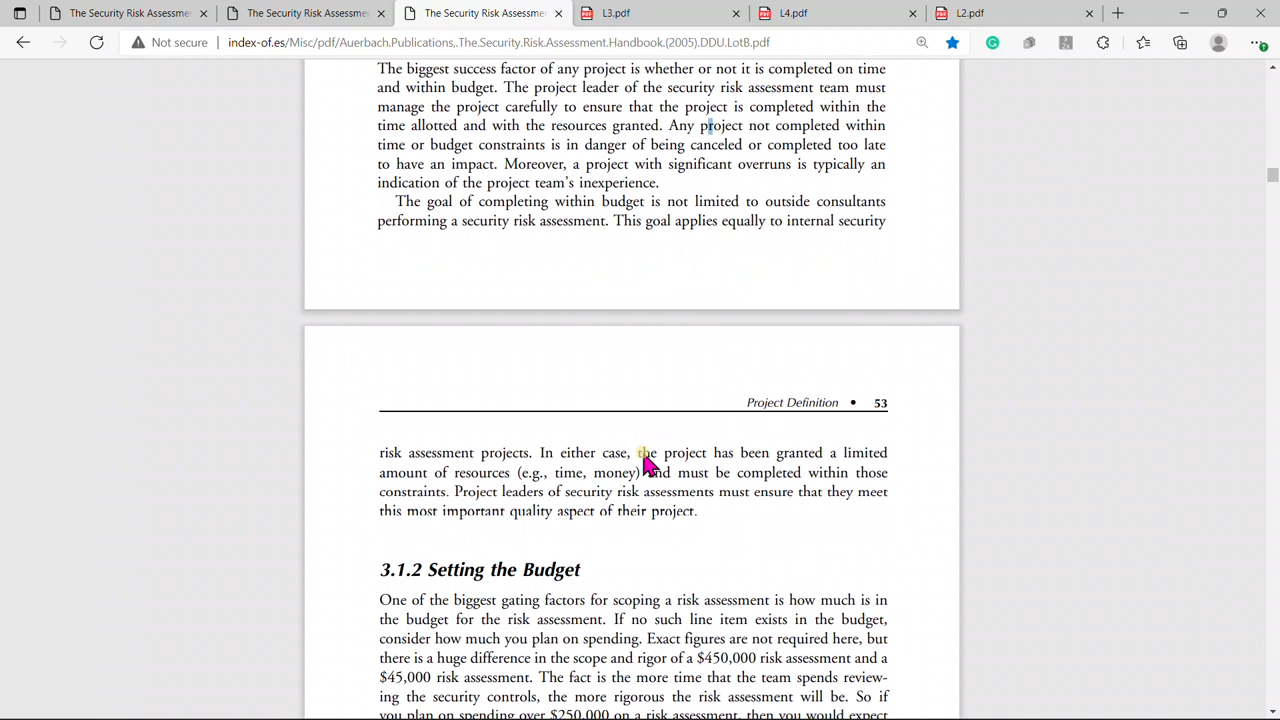 The Security Risk Assessme
The Security Risk Assessme
The Security Risk Assessme
L3.pdf
L4.pdf
L2.pdf
Not secure
index-of.es/Misc/pdf/Auerbach.Publications,.The.Security.Risk.Assessment.Handbook.(2005).DDU.LotB.pdf
The biggest success factor of any project is whether or not it is completed on time
and within budget. The project leader of the security risk assessment team must
manage the project carefully to ensure that the project is completed within the
time allotted and with the resources granted. Any project not completed within
time or budget constraints is in danger of being canceled or completed too late
to have an impact. Moreover, a project with significant overruns is typically an
indication of the project team's inexperience.
The goal of completing within budget is not limited to outside consultants
performing a security risk assessment. This goal applies equally to internal security
Project Definition • 53
risk assessment projects. In either case, the project has been granted a limited
amount of resources (e.g., time, money) and must be completed within those
constraints. Project leaders of security risk assessments must ensure that they meet
this most important quality aspect of their project.
3.1.2 Setting the Budget
One of the biggest gating factors for scoping a risk assessment is how much is in
the budget for the risk assessment. If no such line item exists in the budget,
consider how much you plan on spending. Exact figures are not required here, but
there is a huge difference in the scope and rigor of a $450,000 risk assessment and a
$45,000 risk assessment. The fact is the more time that the team spends review-
ing the security controls, the more rigorous the risk assessment will be. So if
you plan on spending over $250,000 on a risk assessment, then you would expect